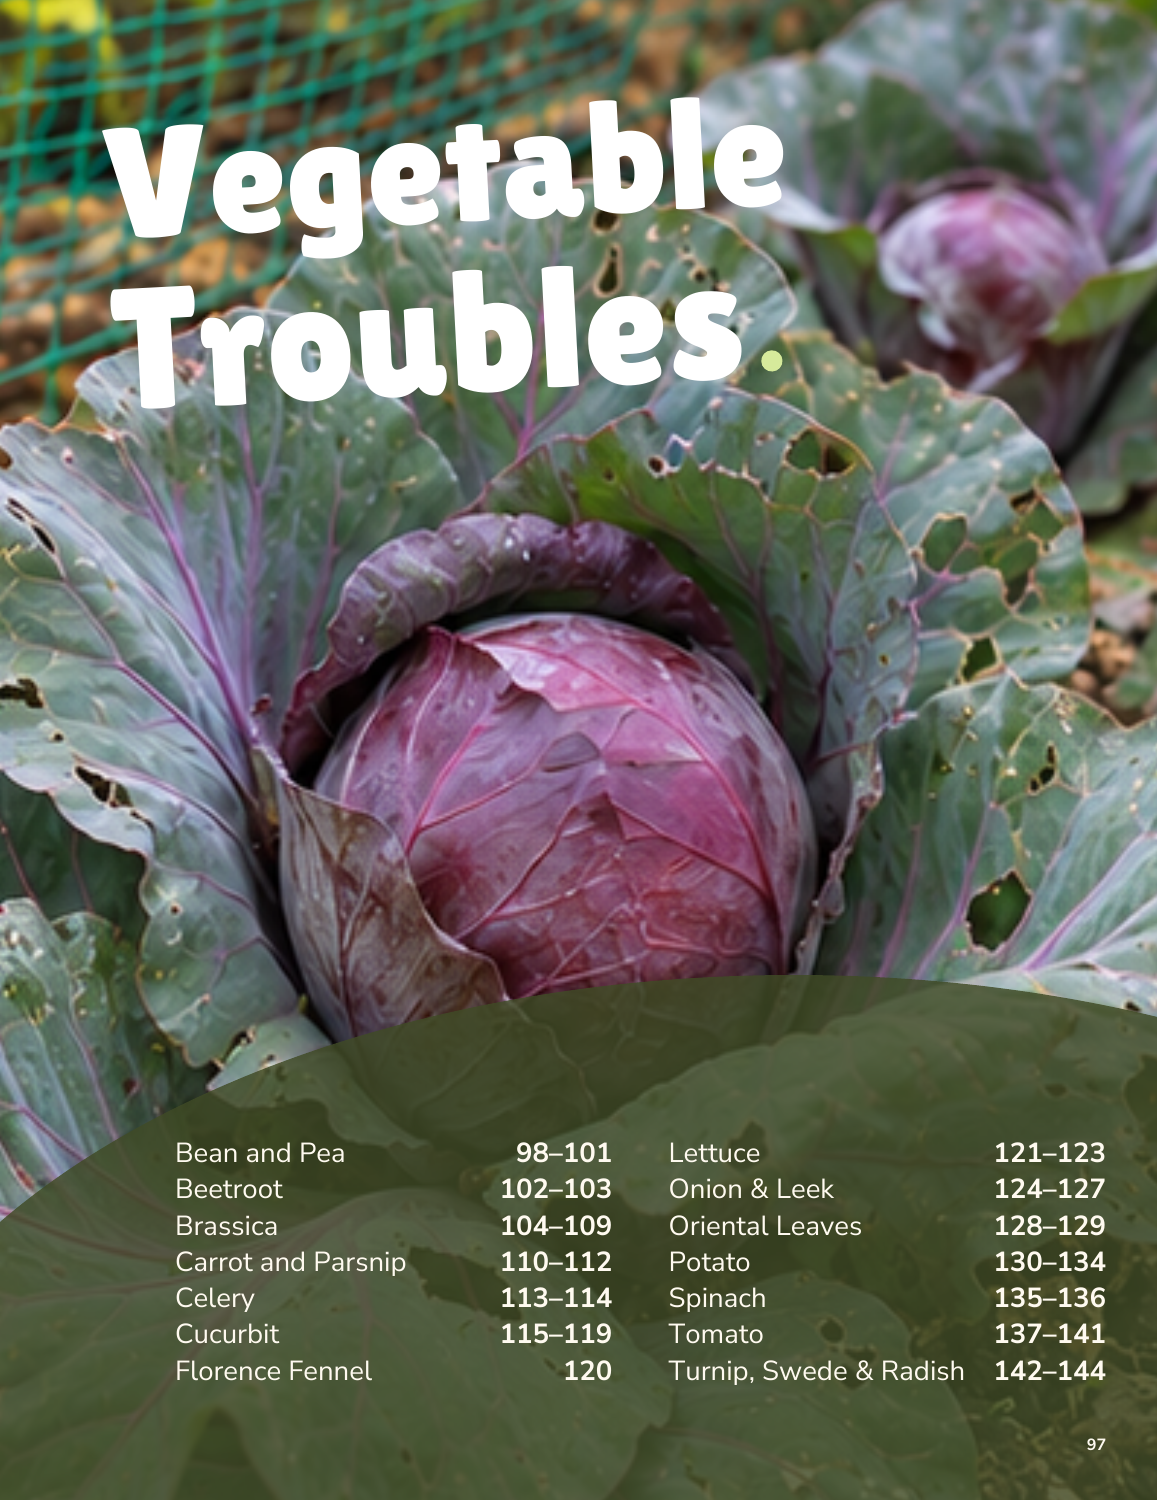 Vegetable
Troubles.
Bean and Pea 98–101
Beetroot 102–103
Brassica 104–109
Carrot and Parsnip 110–112
Celery 113–114
Cucurbit 115–119
Florence Fennel 120
Lettuce 121–123
Onion & Leek 124–127
Oriental Leaves 128–129
Potato 130–134
Spinach 135–136
Tomato 137–141
Turnip, Swede & Radish 142–144
97